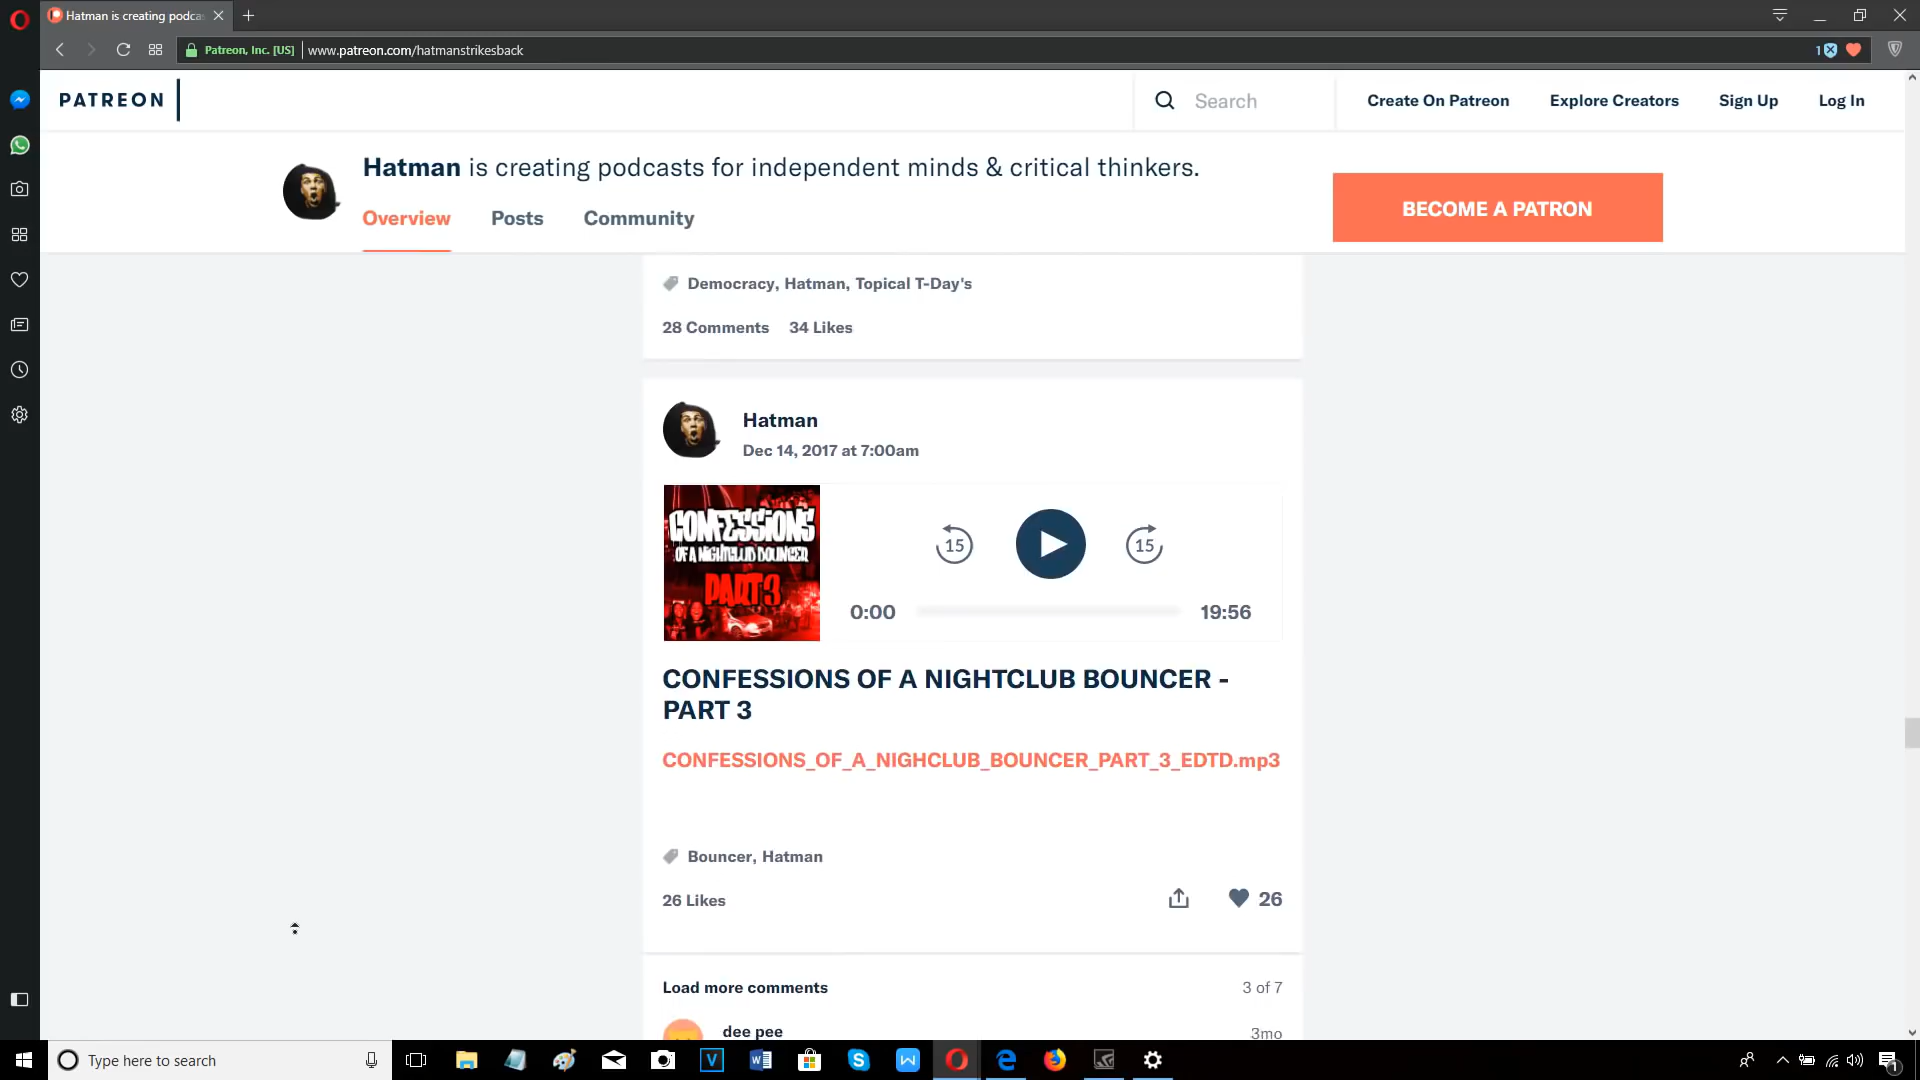 Hatman is creating podca
Patreon, Inc. [US]
www.patreon.com/hatmanstrikesback
1
PATREON
Search
Create On Patreon
Explore Creators
Sign Up
Log In
Hatman is creating podcasts for independent minds & critical thinkers.
Overview
Posts
Community
BECOME A PATRON
Democracy, Hatman, Topical T-Day's
28 Comments 34 Likes
Hatman
Dec 14, 2017 at 7:00am
CONFESSIONS
OF A NIGHTCLUB BOUNCER
PART 3
15
15
0:00
19:56
CONFESSIONS OF A NIGHTCLUB BOUNCER -
PART 3
CONFESSIONS_OF_A_NIGHCLUB_BOUNCER_PART_3_EDTD.mp3
Bouncer, Hatman
26 Likes
26
Load more comments
3 of 7
dee pee
3mo
Type here to search
1